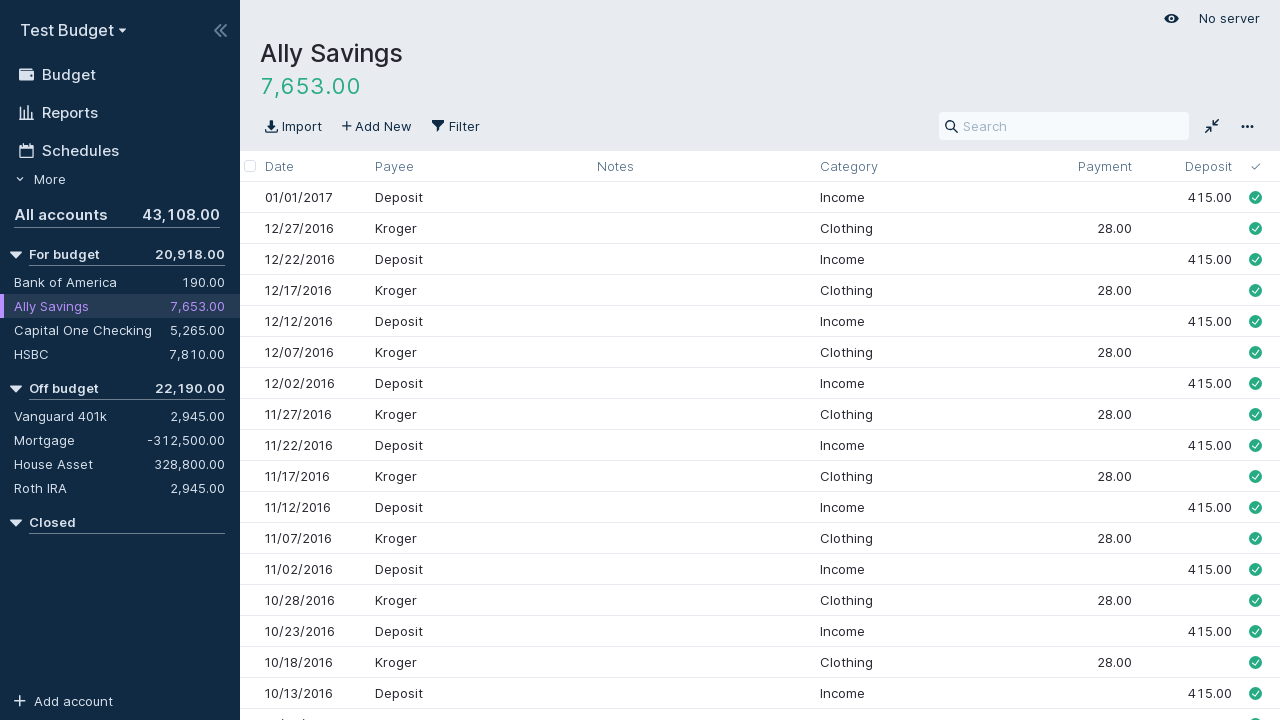 Test Budget
Budget
Reports
Schedules
More
All accounts 43,108.00
For budget 20,918.00
Bank of America 190.00
Ally Savings 7,653.00
Capital One Checking 5,265.00
HSBC 7,810.00
Off budget 22,190.00
Vanguard 401k 2,945.00
Mortgage -312,500.00
House Asset 328,800.00
Roth IRA 2,945.00
Closed
Add account
No server
Ally Savings
7,653.00
Import Add New Filter Search
Date Payee Notes Category Payment Deposit
01/01/2017 Deposit Income 415.00
12/27/2016 Kroger Clothing 28.00
12/22/2016 Deposit Income 415.00
12/17/2016 Kroger Clothing 28.00
12/12/2016 Deposit Income 415.00
12/07/2016 Kroger Clothing 28.00
12/02/2016 Deposit Income 415.00
11/27/2016 Kroger Clothing 28.00
11/22/2016 Deposit Income 415.00
11/17/2016 Kroger Clothing 28.00
11/12/2016 Deposit Income 415.00
11/07/2016 Kroger Clothing 28.00
11/02/2016 Deposit Income 415.00
10/28/2016 Kroger Clothing 28.00
10/23/2016 Deposit Income 415.00
10/18/2016 Kroger Clothing 28.00
10/13/2016 Deposit Income 415.00